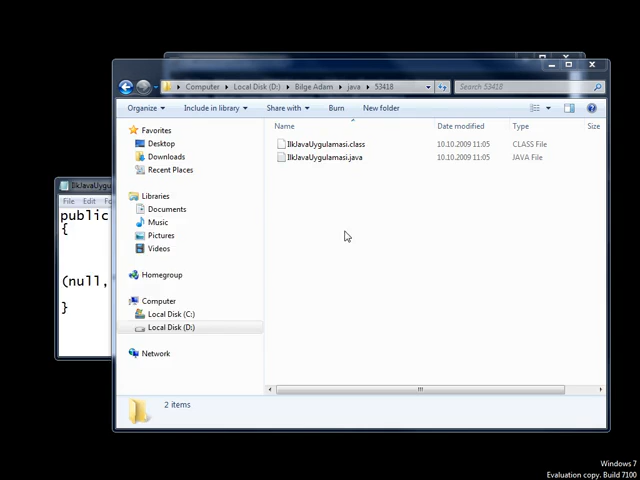 Computer ▸ Local Disk (D:) ▸ Bilge Adam ▸ java ▸ 53418
Search 53418
Organize Include in library Share with Burn New folder
Name Date modified Type Size
Favorites
Desktop
Downloads
Recent Places
Libraries
Documents
Music
Pictures
Videos
Homegroup
Computer
Local Disk (C:)
Local Disk (D:)
Network
IlkJavaUygulamasi.class 10.10.2009 11:05 CLASS File
IlkJavaUygulamasi.java 10.10.2009 11:05 JAVA File
2 items
IlkJavaUygu
File Edit Fo
public
{
(null,
}
Windows 7
Evaluation copy. Build 7100